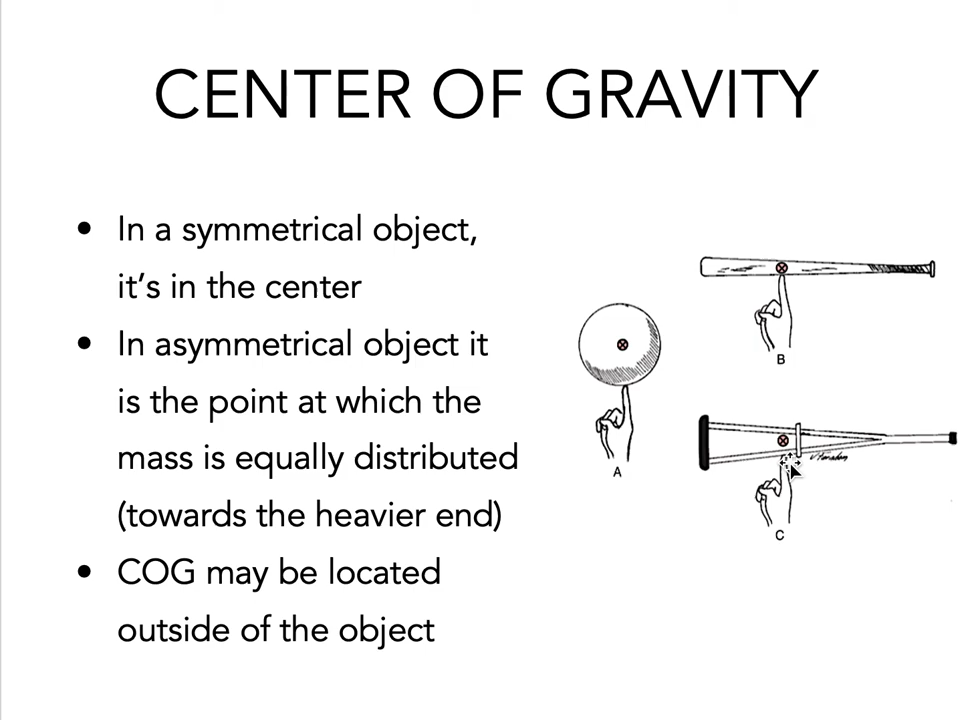 CENTER OF GRAVITY
• In a symmetrical object,
it’s in the center
• In asymmetrical object it
is the point at which the
mass is equally distributed
(towards the heavier end)
• COG may be located
outside of the object
A
B
C